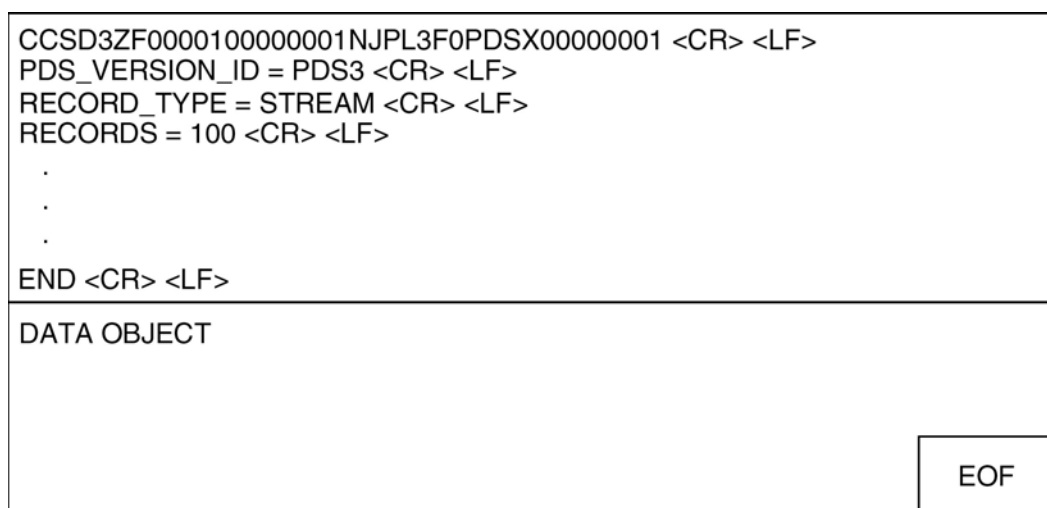 CCSD3ZF0000100000001NJPL3F0PDSX00000001 <CR> <LF>
PDS_VERSION_ID = PDS3 <CR> <LF>
RECORD_TYPE = STREAM <CR> <LF>
RECORDS = 100 <CR> <LF>
.
.
.
END <CR> <LF>
DATA OBJECT
EOF